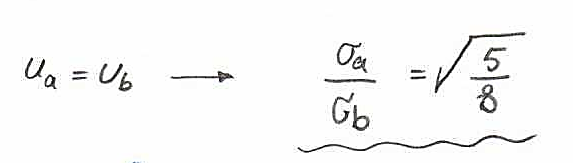 u_a = u_b → σ_a / σ_b = √(5/8)